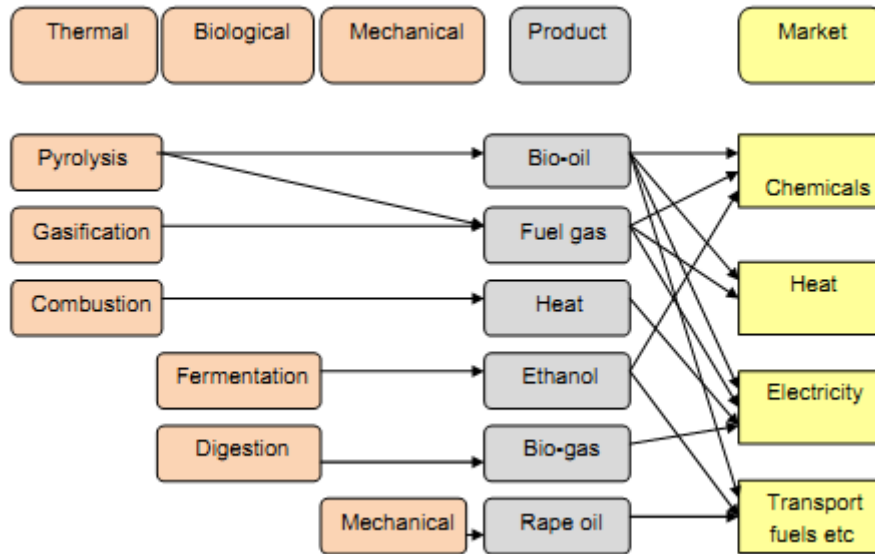 Thermal Biological Mechanical Product Market
Pyrolysis Bio-oil
Chemicals
Gasification Fuel gas
Combustion Heat Heat
Fermentation Ethanol Electricity
Digestion Bio-gas
Mechanical Rape oil Transport
fuels etc